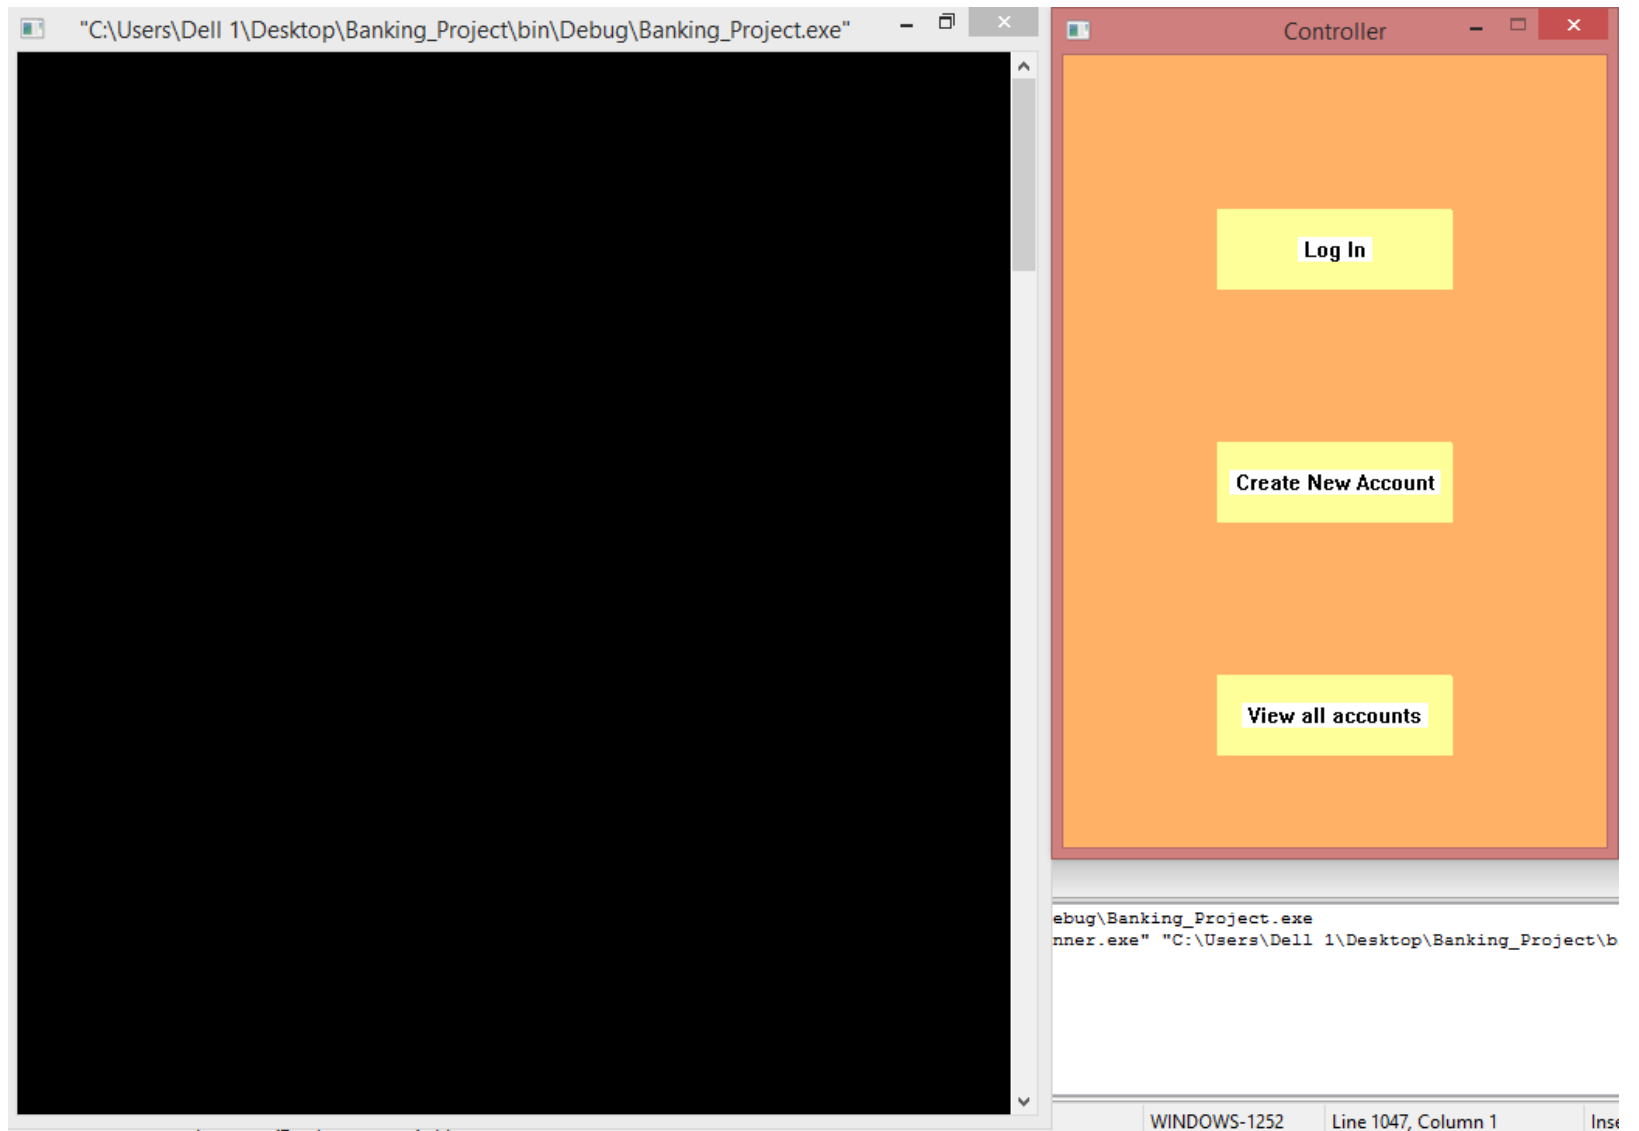 "C:\Users\Dell 1\Desktop\Banking_Project\bin\Debug\Banking_Project.exe"
Controller
Log In
Create New Account
View all accounts
ebug\Banking_Project.exe
nner.exe" "C:\Users\Dell 1\Desktop\Banking_Project\b
WINDOWS-1252
Line 1047, Column 1
Inse